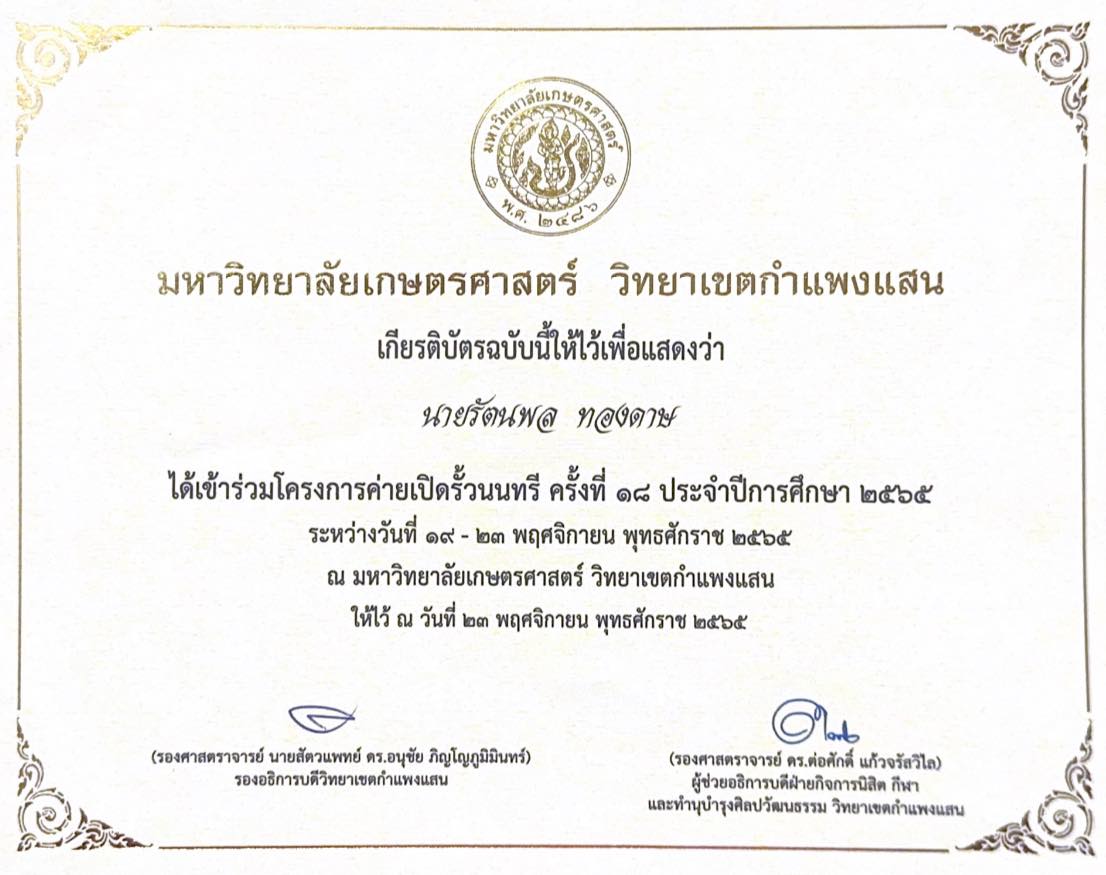 มหาวิทยาลัยเกษตรศาสตร์
พ.ศ. ๒๔๘๖
มหาวิทยาลัยเกษตรศาสตร์ วิทยาเขตกำแพงแสน
เกียรติบัตรฉบับนี้ให้ไว้เพื่อแสดงว่า
นายรัตนพล ทองดาษ
ได้เข้าร่วมโครงการค่ายเปิดรั้วนนทรี ครั้งที่ ๑๘ ประจำปีการศึกษา ๒๕๖๕
ระหว่างวันที่ ๑๙ - ๒๓ พฤศจิกายน พุทธศักราช ๒๕๖๕
ณ มหาวิทยาลัยเกษตรศาสตร์ วิทยาเขตกำแพงแสน
ให้ไว้ ณ วันที่ ๒๓ พฤศจิกายน พุทธศักราช ๒๕๖๕
(รองศาสตราจารย์ นายสัตวแพทย์ ดร.อนุชัย ภิญโญภูมิมินทร์)
รองอธิการบดีวิทยาเขตกำแพงแสน
(รองศาสตราจารย์ ดร.ต่อศักดิ์ แก้วจรัสวิไล)
ผู้ช่วยอธิการบดีฝ่ายกิจการนิสิต กีฬา
และทำนุบำรุงศิลปวัฒนธรรม วิทยาเขตกำแพงแสน